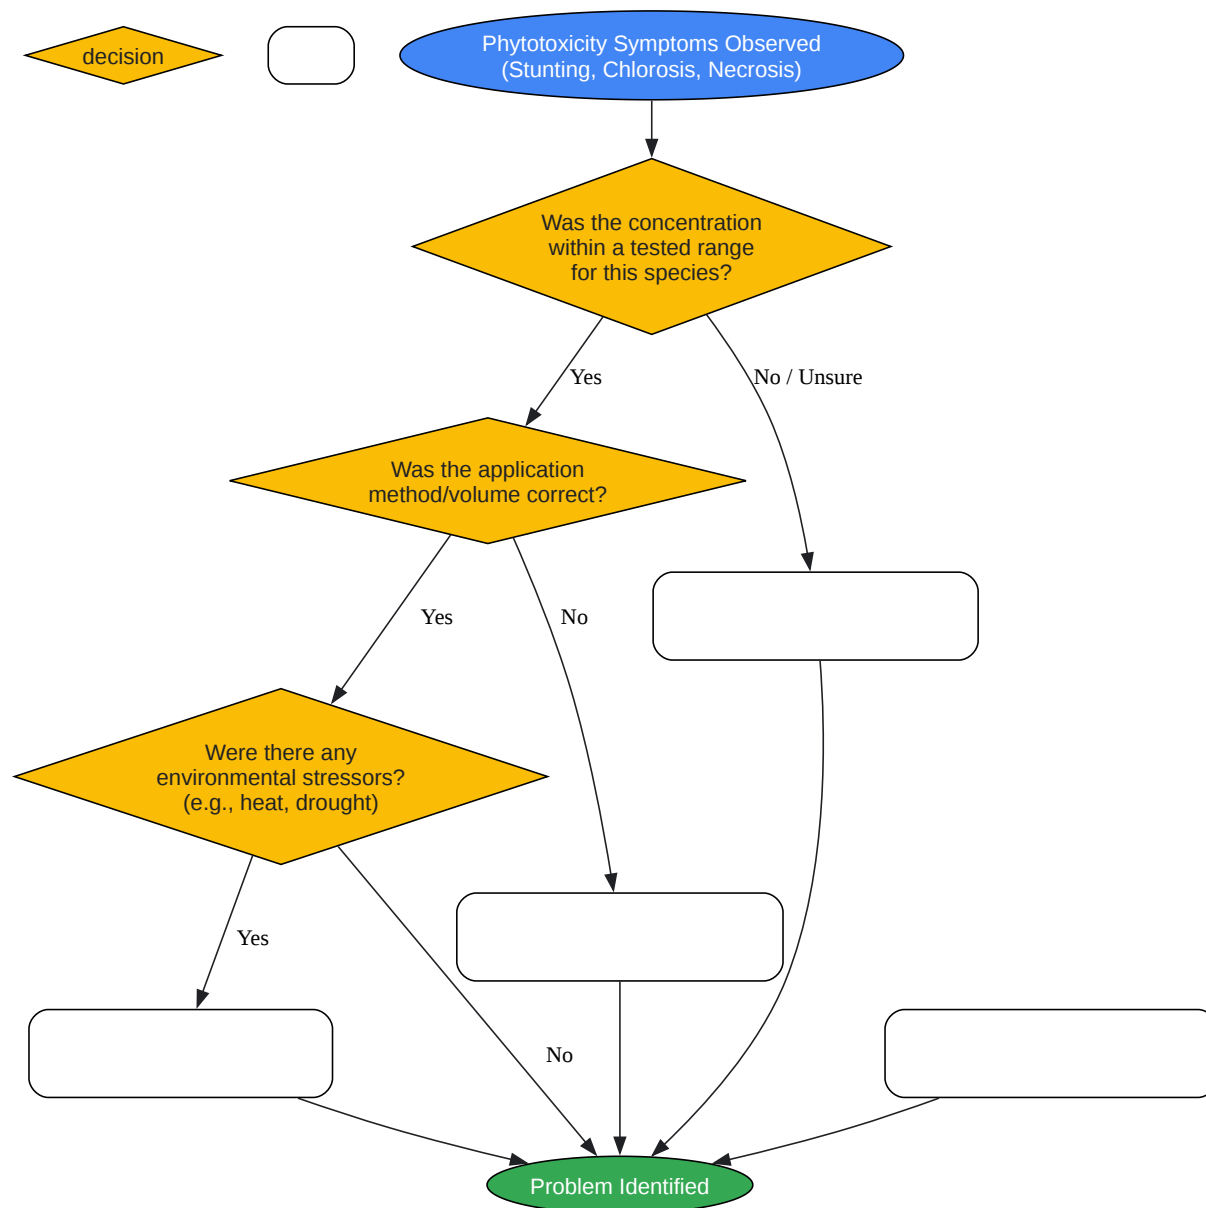 decision
Phytotoxicity Symptoms Observed
(Stunting, Chlorosis, Necrosis)
Was the concentration
within a tested range
for this species?
Yes
No / Unsure
Was the application
method/volume correct?
Yes
No
Were there any
environmental stressors?
(e.g., heat, drought)
Yes
No
Problem Identified